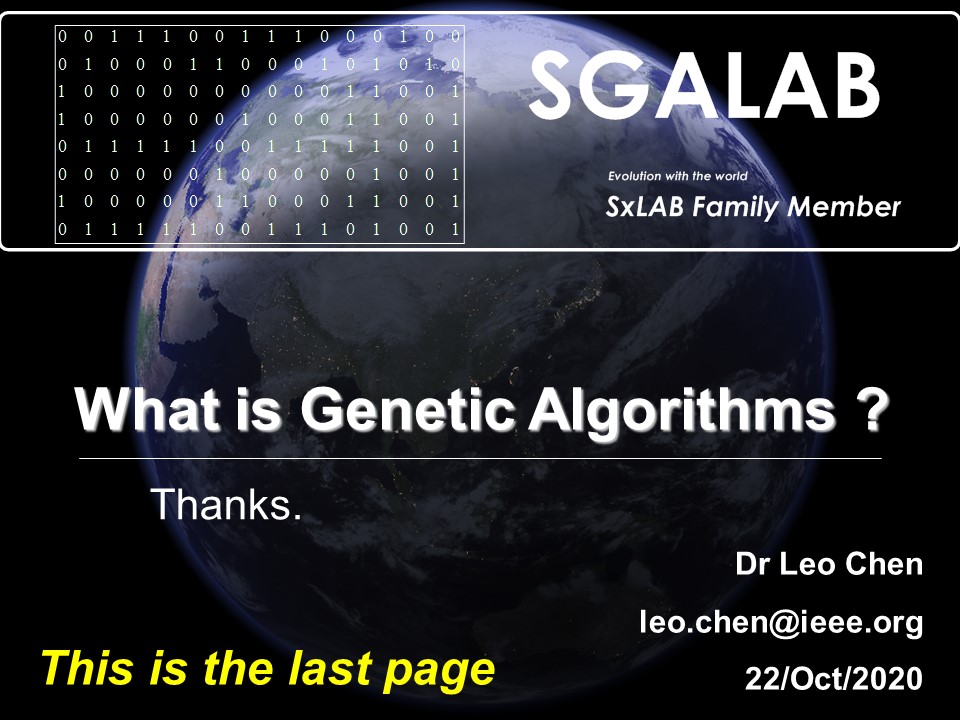 0 0 1 1 1 0 0 1 1 1 0 0 0 1 0 0
0 1 0 0 0 1 1 0 0 0 1 0 1 0 1 0
1 0 0 0 0 0 0 0 0 0 0 1 1 0 0 1
1 0 0 0 0 0 0 1 0 0 0 1 1 0 0 1
0 1 1 1 1 1 0 0 1 1 1 1 1 0 0 1
0 0 0 0 0 0 1 0 0 0 0 0 1 0 0 1
1 0 0 0 0 0 1 1 0 0 0 1 1 0 0 1
0 1 1 1 1 1 0 0 1 1 1 0 1 0 0 1
SGALAB
Evolution with the world
SxLAB Family Member
What is Genetic Algorithms ?
Thanks.
Dr Leo Chen
leo.chen@ieee.org
This is the last page
22/Oct/2020